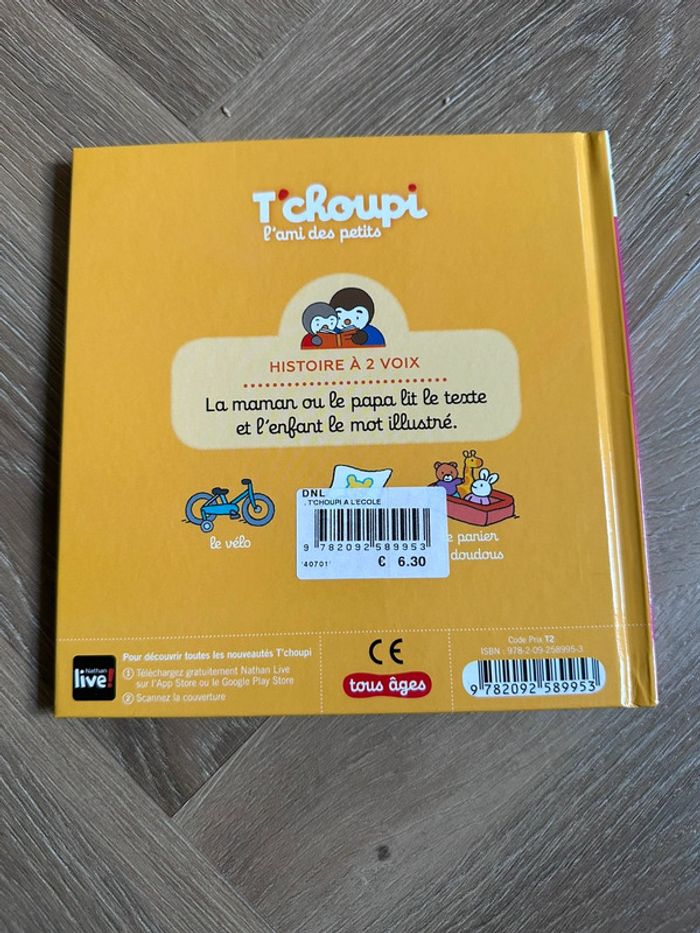 T'choupi
l'ami des petits
HISTOIRE À 2 VOIX
La maman ou le papa lit le texte
et l'enfant le mot illustré.
le vélo
DNL
. T'CHOUPI A L'ECOLE
9 782092 589953
'40701'
€ 6.30
panier
doudous
Nathan
live!
Pour découvrir toutes les nouveautés T'choupi
1 Téléchargez gratuitement Nathan Live
sur l'App Store ou le Google Play Store
2 Scannez la couverture
CE
tous âges
Code Prix T2
ISBN : 978-2-09-258995-3
9 782092 589953